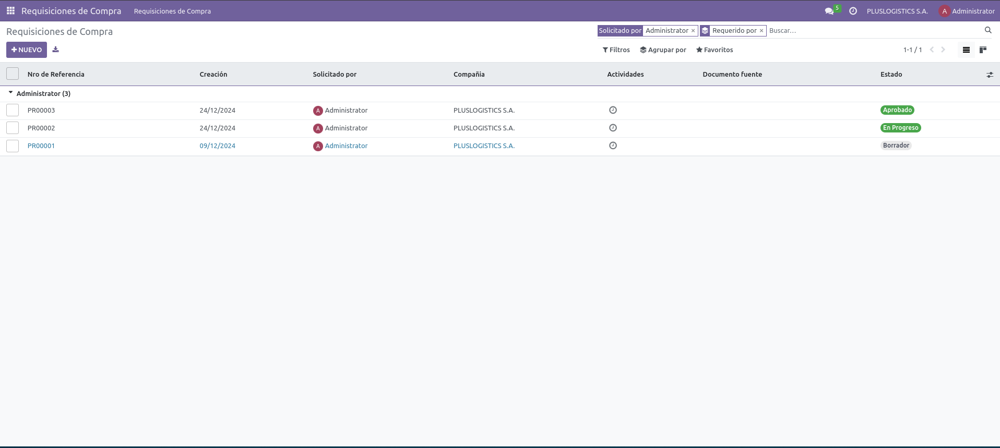 Requisiciones de Compra Requisiciones de Compra 5 PLUSLOGISTICS S.A. A Administrator
Requisiciones de Compra Solicitado por Administrator × Requerido por × Buscar...
+ NUEVO Filtros Agrupar por Favoritos 1-1 / 1
Nro de Referencia Creación Solicitado por Compañia Actividades Documento fuente Estado
Administrator (3)
PR00003 24/12/2024 A Administrator PLUSLOGISTICS S.A. Aprobado
PR00002 24/12/2024 A Administrator PLUSLOGISTICS S.A. En Progreso
PR00001 09/12/2024 A Administrator PLUSLOGISTICS S.A. Borrador